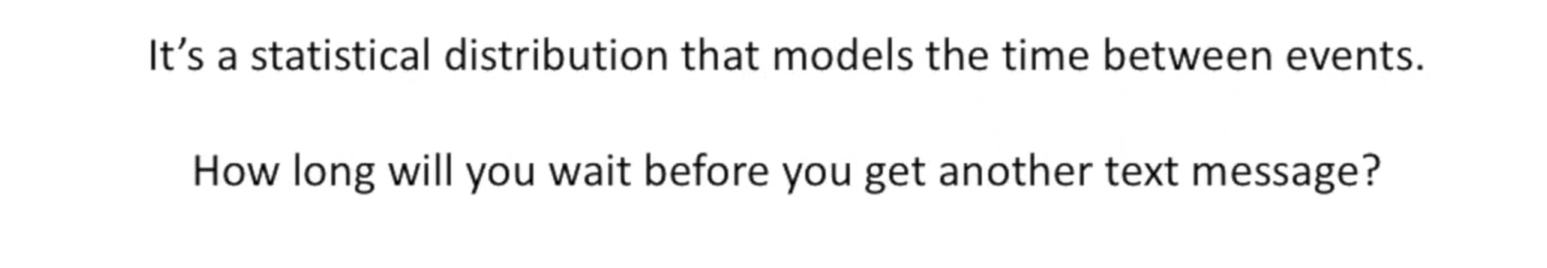 It’s a statistical distribution that models the time between events.
How long will you wait before you get another text message?